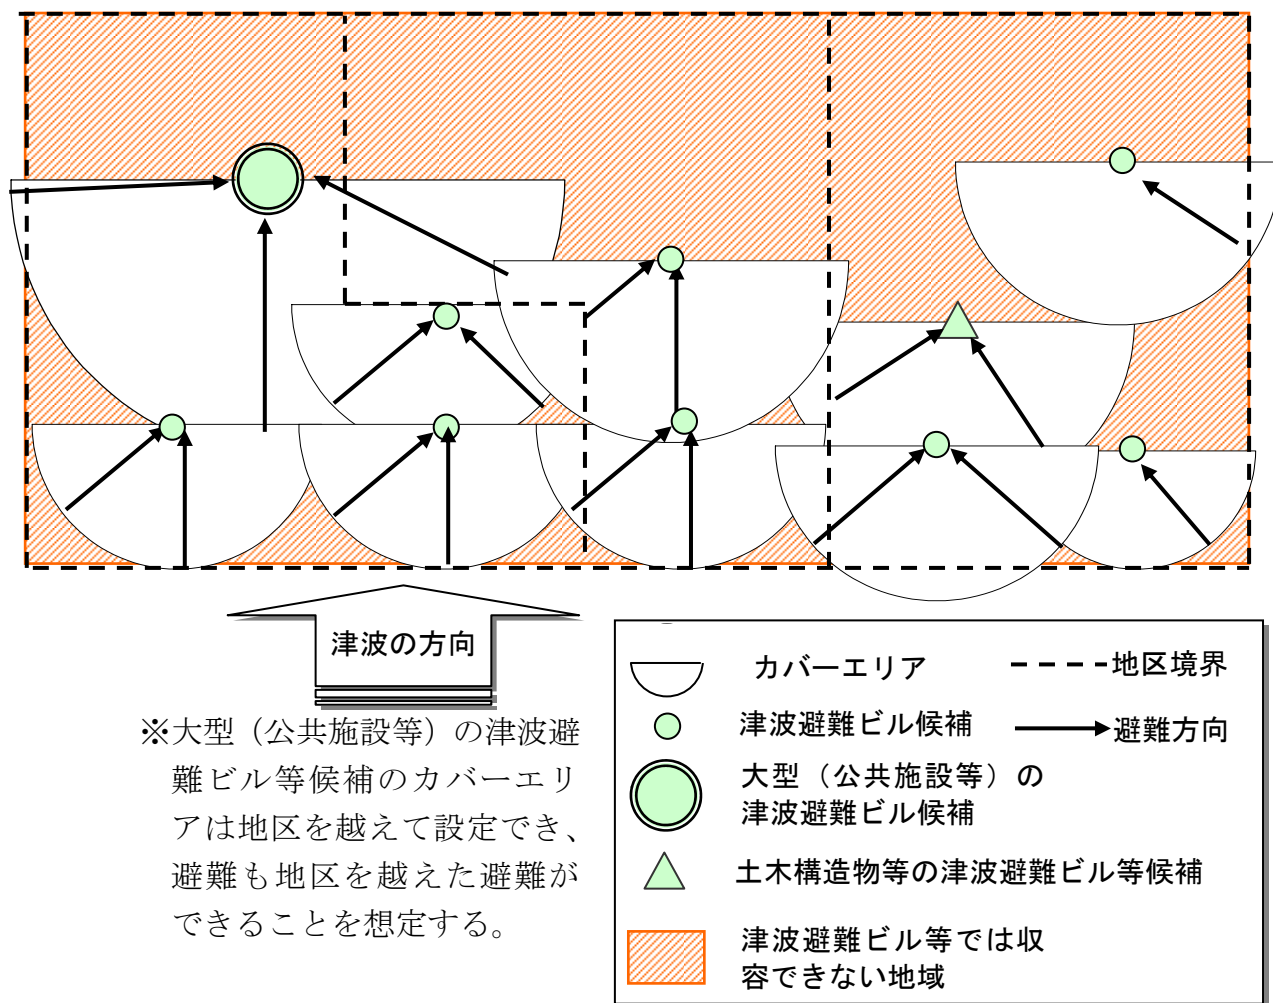 津波の方向
※大型（公共施設等）の津波避
難ビル等候補のカバーエリ
アは地区を越えて設定でき、
避難も地区を越えた避難が
できることを想定する。
カバーエリア
地区境界
津波避難ビル候補
避難方向
大型（公共施設等）の
津波避難ビル候補
土木構造物等の津波避難ビル等候補
津波避難ビル等では収
容できない地域